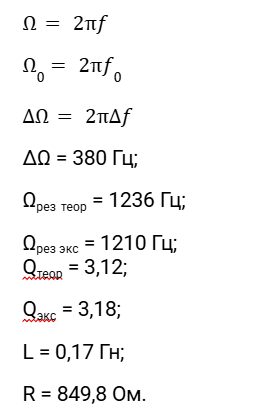 Ω = 2πf
Ω₀ = 2πf₀
ΔΩ = 2πΔf
ΔΩ = 380 Гц;
Ωрез теор = 1236 Гц;
Ωрез экс = 1210 Гц;
Qтеор = 3,12;
Qэкс = 3,18;
L = 0,17 Гн;
R = 849,8 Ом.